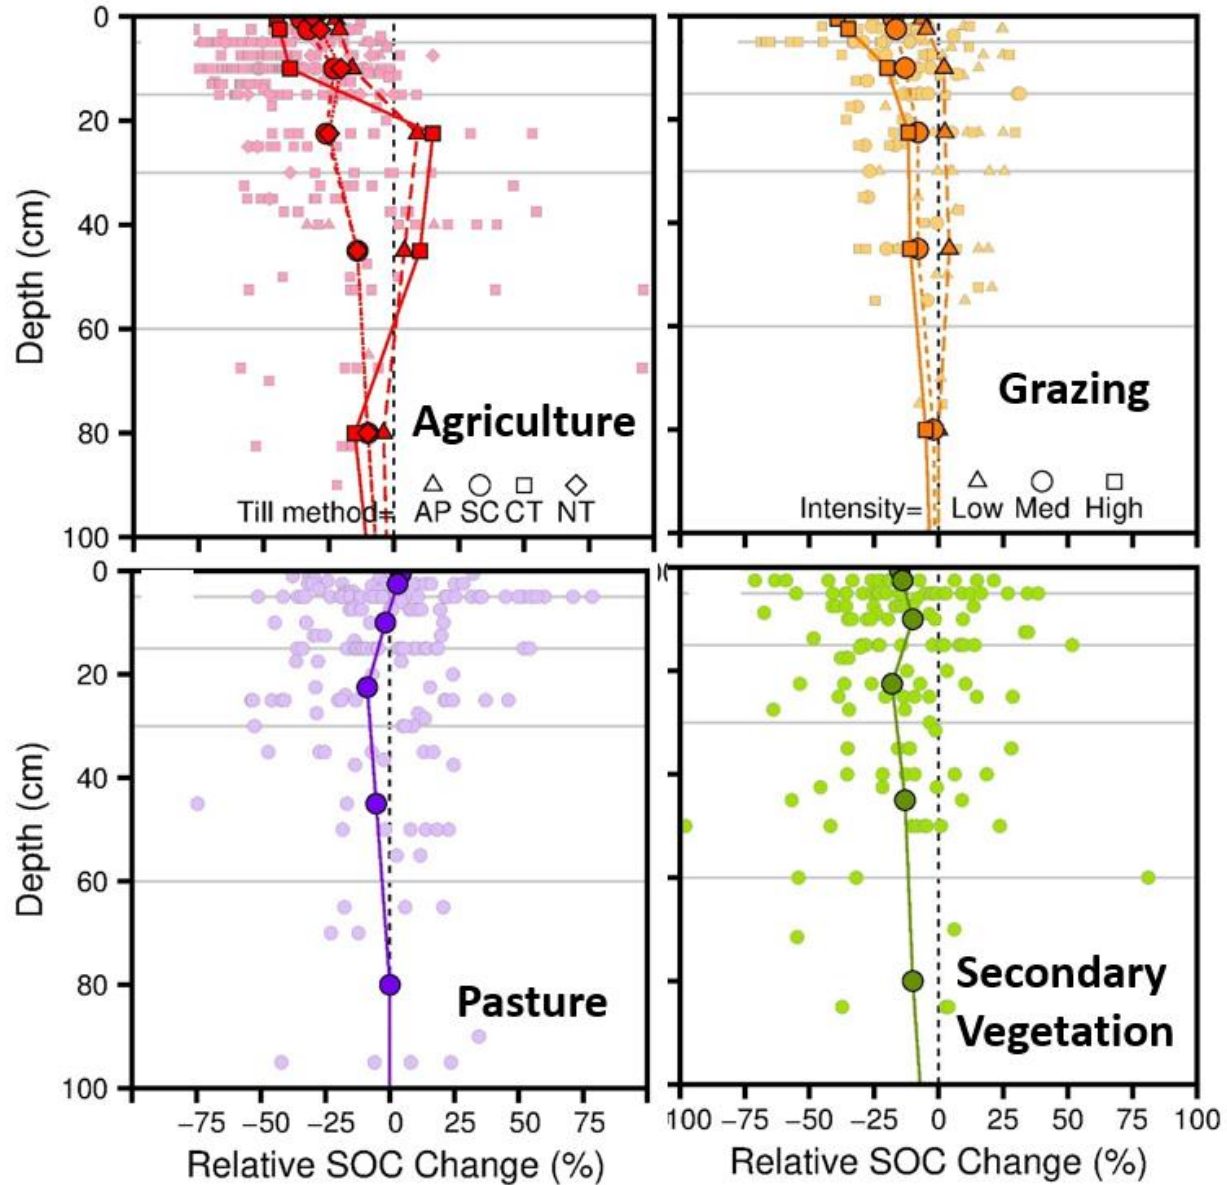 0
20
40
60
80
100
Depth (cm)
Agriculture
Till method= AP SC CT NT
Grazing
Intensity= Low Med High
0
20
40
60
80
100
Depth (cm)
Pasture
−75 −50 −25 0 25 50 75
Relative SOC Change (%)
Secondary
Vegetation
100 −75 −50 −25 0 25 50 75 100
Relative SOC Change (%)